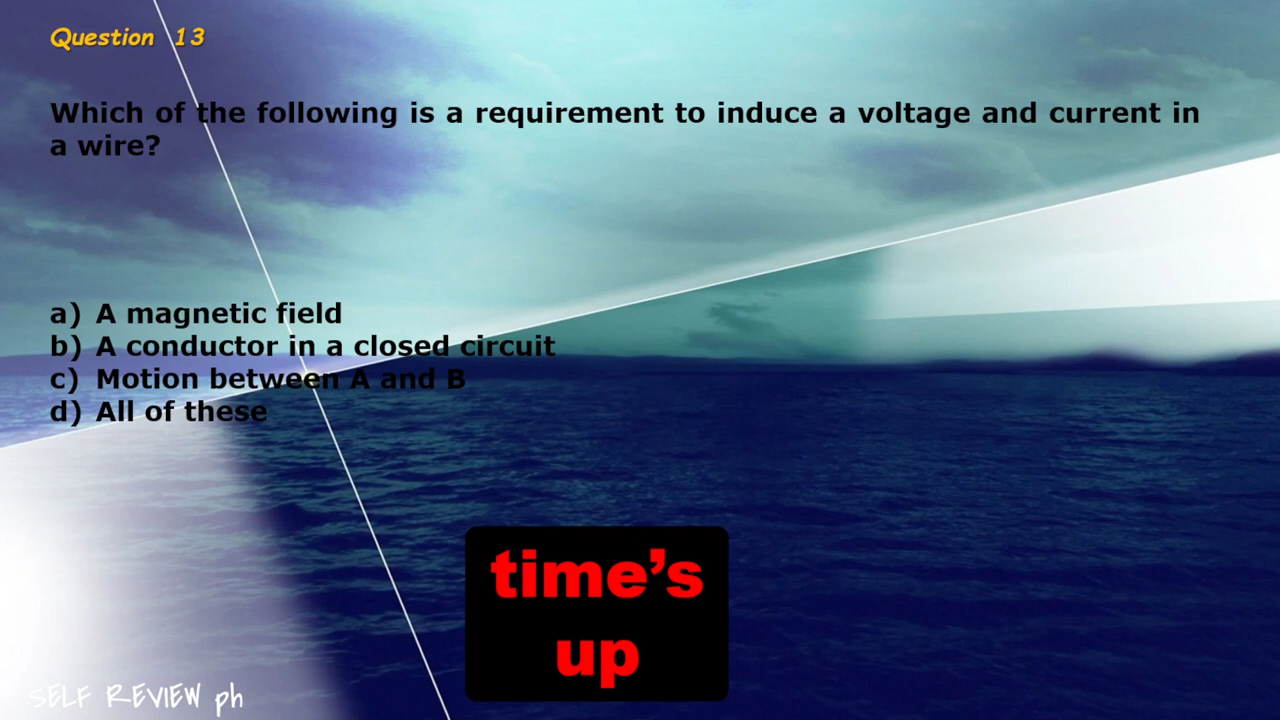 Question 13
Which of the following is a requirement to induce a voltage and current in
a wire?
a) A magnetic field
b) A conductor in a closed circuit
c) Motion between A and B
d) All of these
time's
up
SELF REVIEW ph